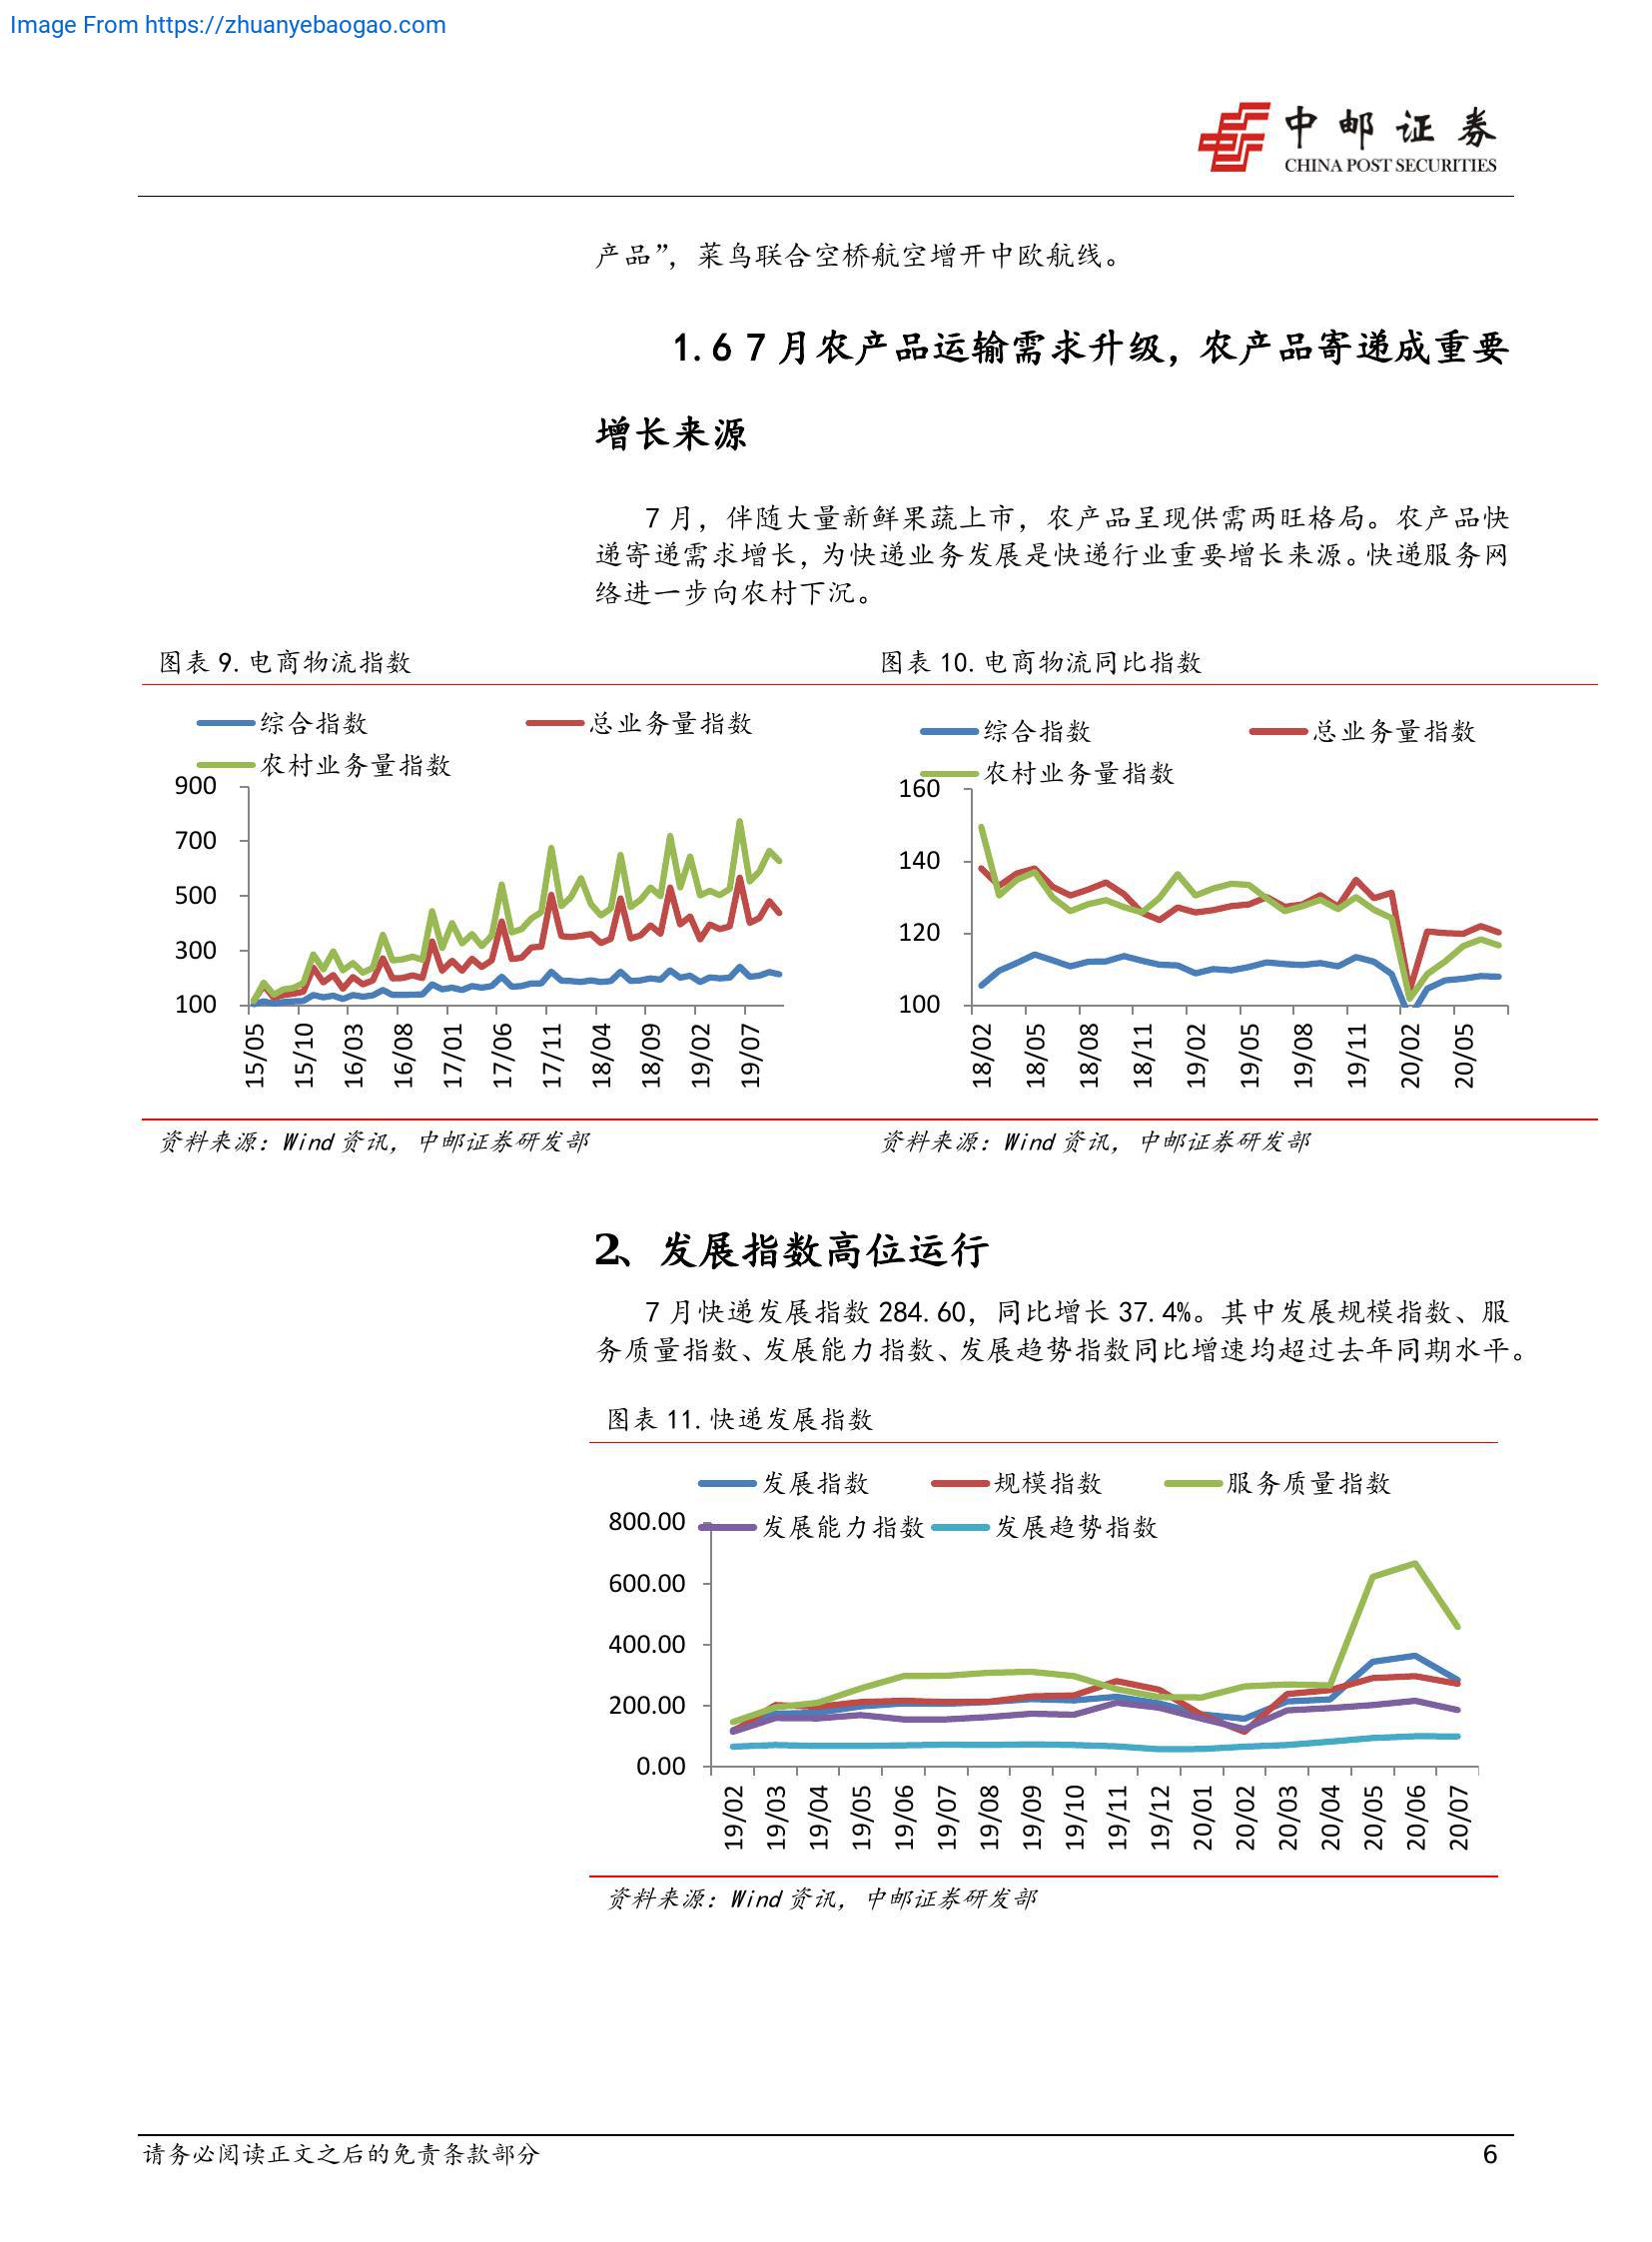 Image From https://zhuanyebaogao.com
中邮证券
CHINA POST SECURITIES
产品”，菜鸟联合空桥航空增开中欧航线。
1.6 7月农产品运输需求升级，农产品寄递成重要
增长来源
7月，伴随大量新鲜果蔬上市，农产品呈现供需两旺格局。农产品快
递寄递需求增长，为快递业务发展是快递行业重要增长来源。快递服务网
络进一步向农村下沉。
图表 9.电商物流指数
综合指数 总业务量指数
农村业务量指数
900
700
500
300
100
15/05 15/10 16/03 16/08 17/01 17/06 17/11 18/04 18/09 19/02 19/07
资料来源：Wind 资讯，中邮证券研发部
图表 10.电商物流同比指数
综合指数 总业务量指数
农村业务量指数
160
140
120
100
18/02 18/05 18/08 18/11 19/02 19/05 19/08 19/11 20/02 20/05
资料来源：Wind 资讯，中邮证券研发部
2、发展指数高位运行
7月快递发展指数 284.60，同比增长 37.4%。其中发展规模指数、服
务质量指数、发展能力指数、发展趋势指数同比增速均超过去年同期水平。
图表 11.快递发展指数
发展指数 规模指数 服务质量指数
发展能力指数 发展趋势指数
800.00
600.00
400.00
200.00
0.00
19/02 19/03 19/04 19/05 19/06 19/07 19/08 19/09 19/10 19/11 19/12 20/01 20/02 20/03 20/04 20/05 20/06 20/07
资料来源：Wind 资讯，中邮证券研发部
请务必阅读正文之后的免责条款部分 6